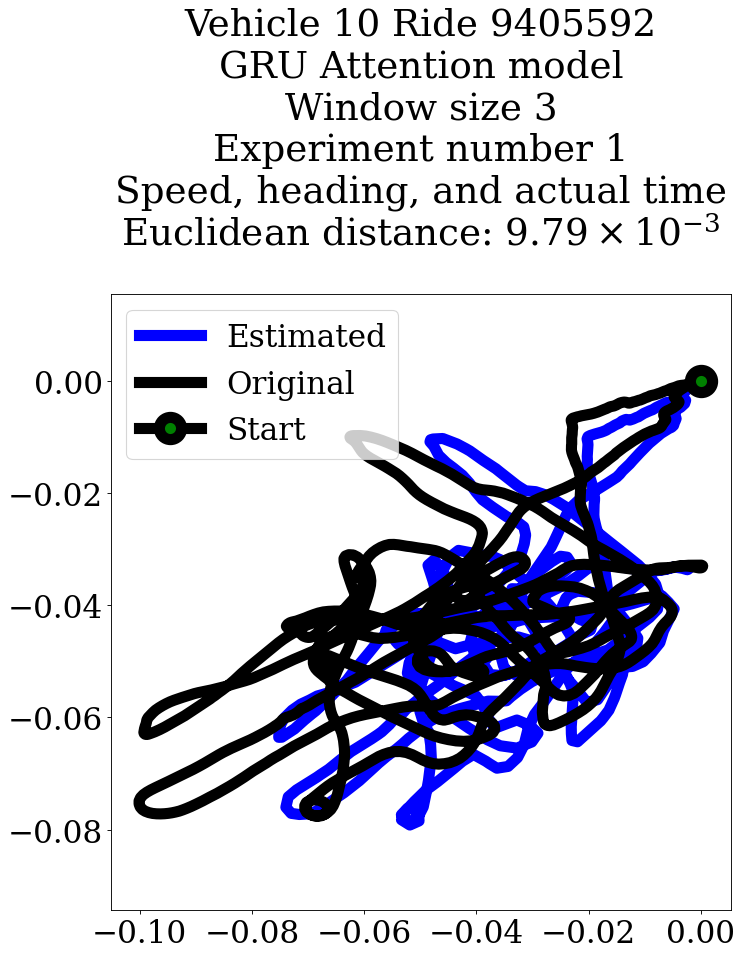 Vehicle 10 Ride 9405592
GRU Attention model
Window size 3
Experiment number 1
Speed, heading, and actual time
Euclidean distance: 9.79 × 10⁻³
Estimated
Original
Start
0.00
−0.02
−0.04
−0.06
−0.08
−0.10 −0.08 −0.06 −0.04 −0.02 0.00